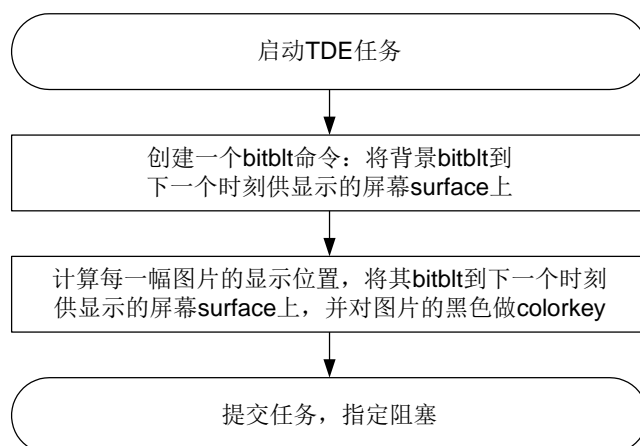 启动TDE任务
创建一个bitblt命令：将背景bitblt到
下一个时刻供显示的屏幕surface上
计算每一幅图片的显示位置，将其bitblt到下一个时刻
供显示的屏幕surface上，并对图片的黑色做colorkey
提交任务，指定阻塞